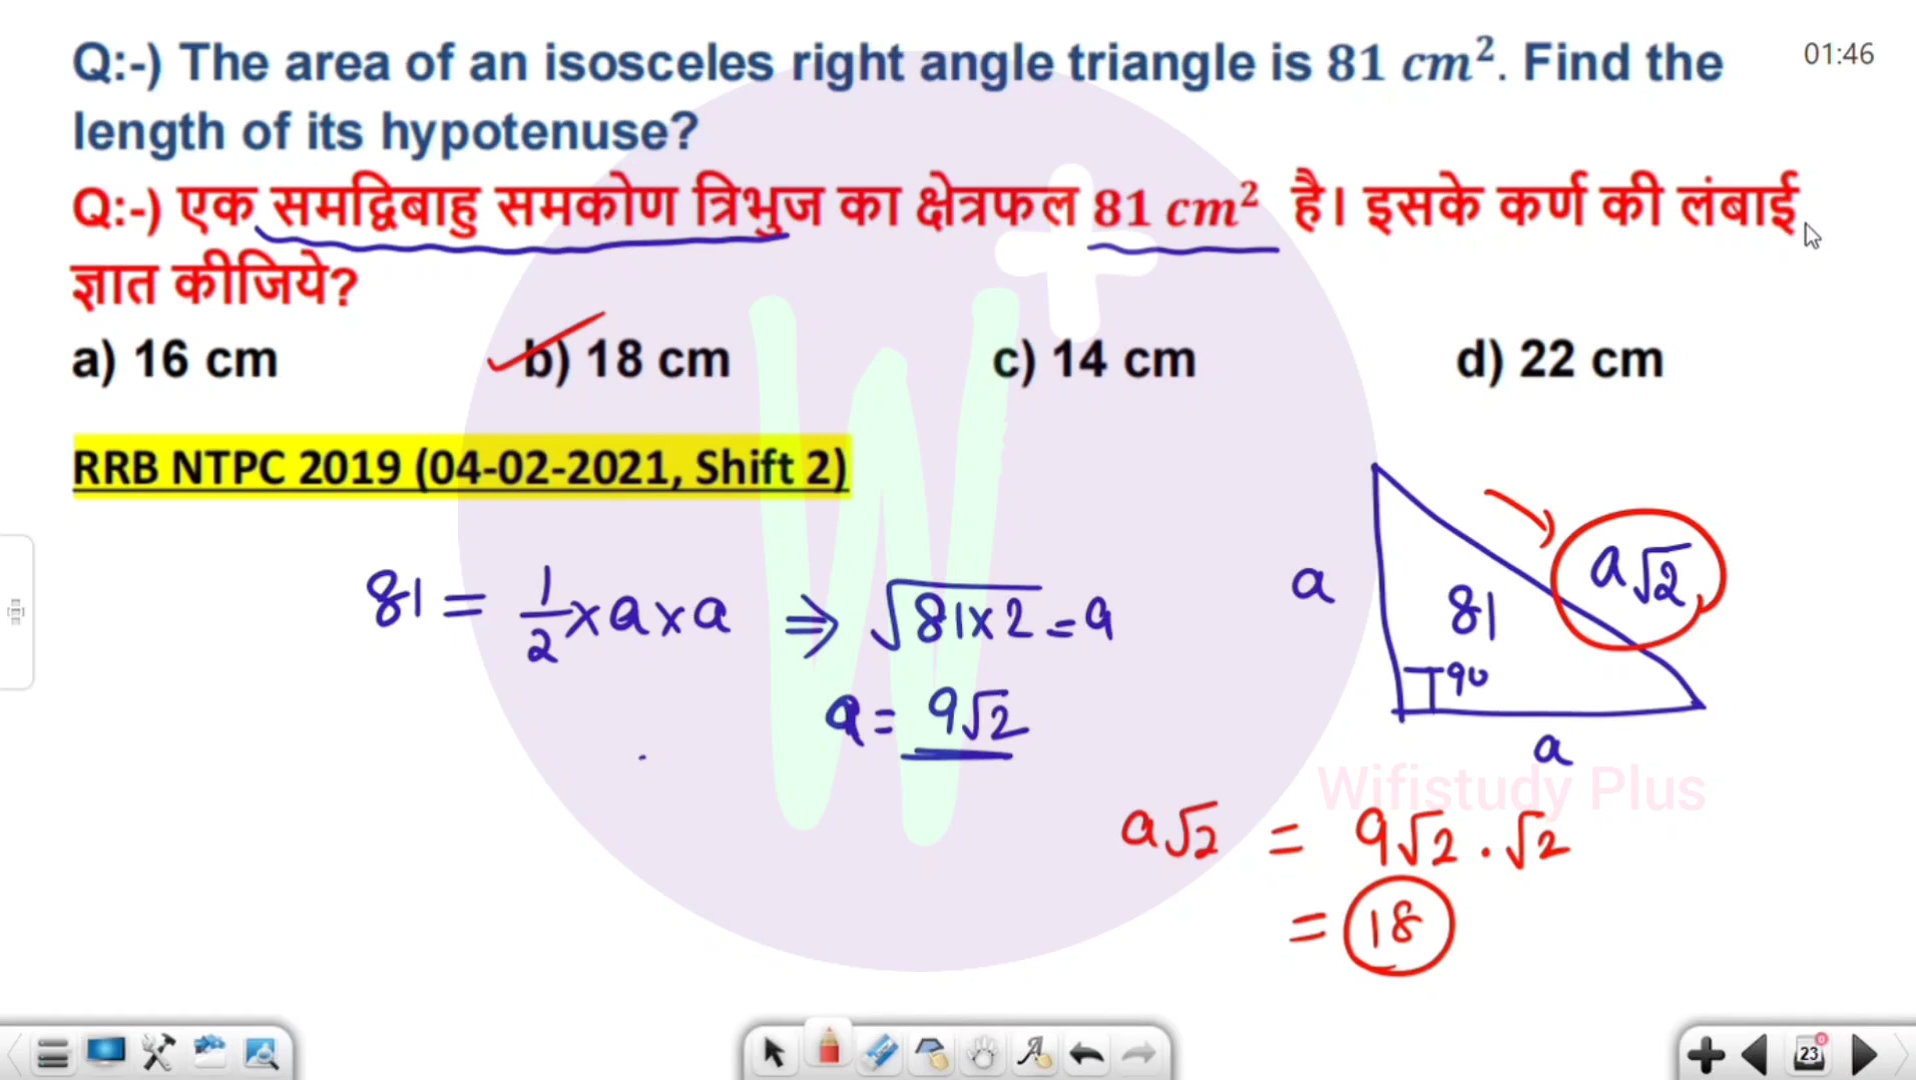 Q:-) The area of an isosceles right angle triangle is 81 cm². Find the
01:46
length of its hypotenuse?
Q:-) एक समद्विबाहु समकोण त्रिभुज का क्षेत्रफल 81 cm² है। इसके कर्ण की लंबाई
ज्ञात कीजिये?
a) 16 cm b) 18 cm c) 14 cm d) 22 cm
RRB NTPC 2019 (04-02-2021, Shift 2)
81 = 1/2 × a × a ⇒ √81×2 = a
a = 9√2
a
a√2
81
90
a
Wifistudy Plus
a√2 = 9√2 . √2
= 18
23
0